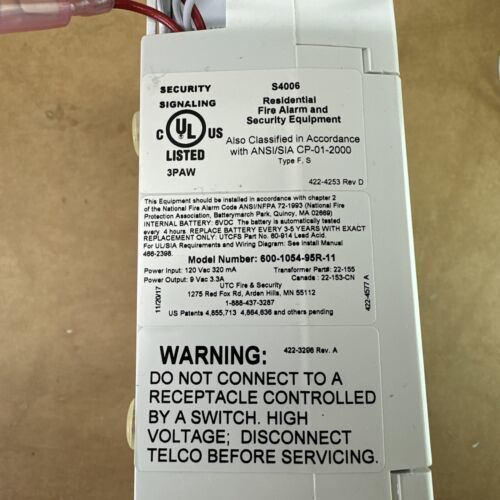 SECURITY
SIGNALING
C UL US
LISTED
3PAW
S4006
Residential
Fire Alarm and
Security Equipment
Also Classified in Accordance
with ANSI/SIA CP-01-2000
Type F, S
422-4253 Rev D
This Equipment should be installed in accordance with chapter 2
of the National Fire Alarm Code ANSI/NFPA 72-1993 (National Fire
Protection Association, Batterymarch Park, Quincy, MA 02669)
INTERNAL BATTERY: 6VDC The battery is automatically tested
every 4 hours. REPLACE BATTERY EVERY 3-5 YEARS WITH EXACT
REPLACEMENT ONLY: UTCFS Part No. 60-914 Lead Acid.
For UL/SIA Requirements and Wiring Diagram: See Install Manual
466-2398.
Model Number: 600-1054-95R-11
Power Input: 120 Vac 320 mA Transformer Part#: 22-155
Power Output: 9 Vac 3.3A Canada : 22-153-CN
UTC Fire & Security
1275 Red Fox Rd, Arden Hills, MN 55112
1-888-437-3287
US Patents 4,855,713 4,864,636 and others pending
11/20/17
422-4577 A
WARNING:
422-3298 Rev. A
DO NOT CONNECT TO A
RECEPTACLE CONTROLLED
BY A SWITCH. HIGH
VOLTAGE; DISCONNECT
TELCO BEFORE SERVICING.